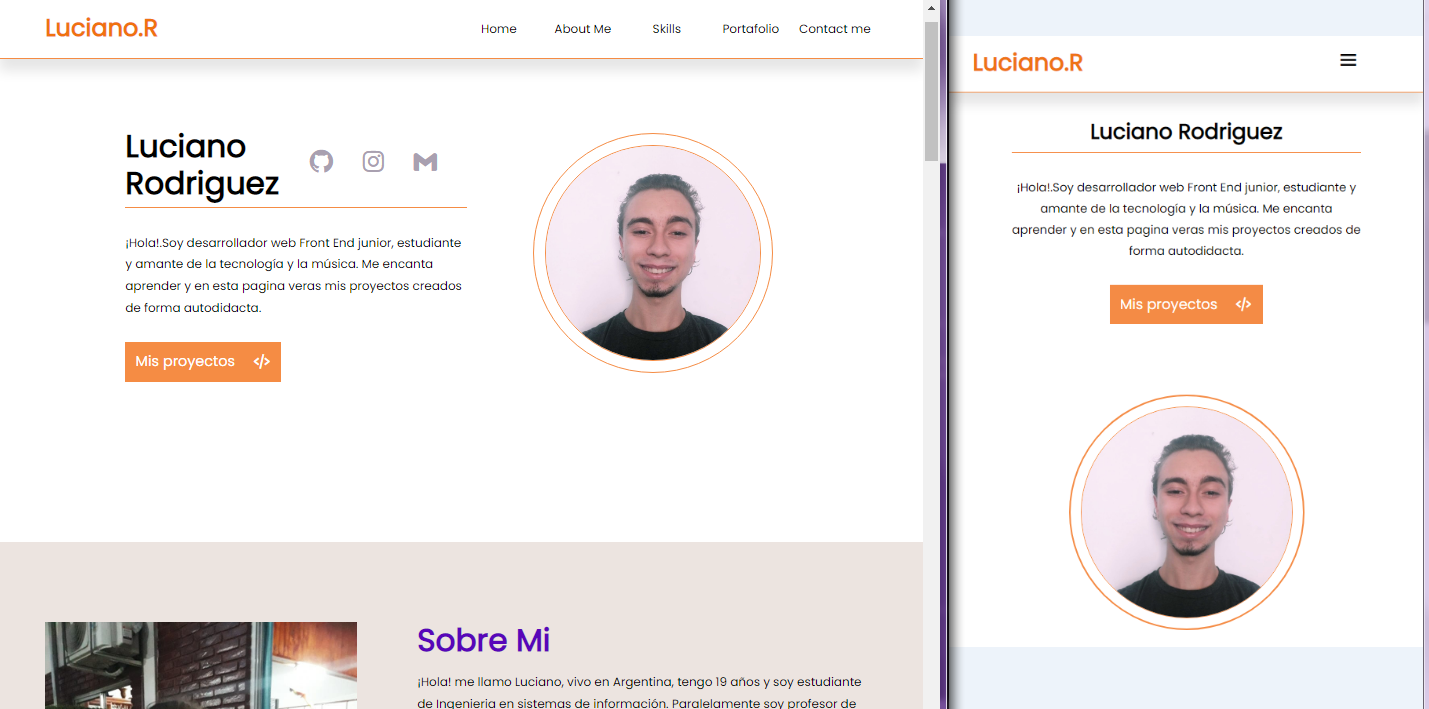 Luciano.R
Home About Me Skills Portafolio Contact me
Luciano
Rodriguez
¡Hola!.Soy desarrollador web Front End junior, estudiante
y amante de la tecnología y la música. Me encanta
aprender y en esta pagina veras mis proyectos creados
de forma autodidacta.
Mis proyectos </>
Sobre Mi
¡Hola! me llamo Luciano, vivo en Argentina, tengo 19 años y soy estudiante
de Ingenieria en sistemas de información. Paralelamente soy profesor de
Luciano.R
Luciano Rodriguez
¡Hola!.Soy desarrollador web Front End junior, estudiante y
amante de la tecnología y la música. Me encanta
aprender y en esta pagina veras mis proyectos creados de
forma autodidacta.
Mis proyectos </>